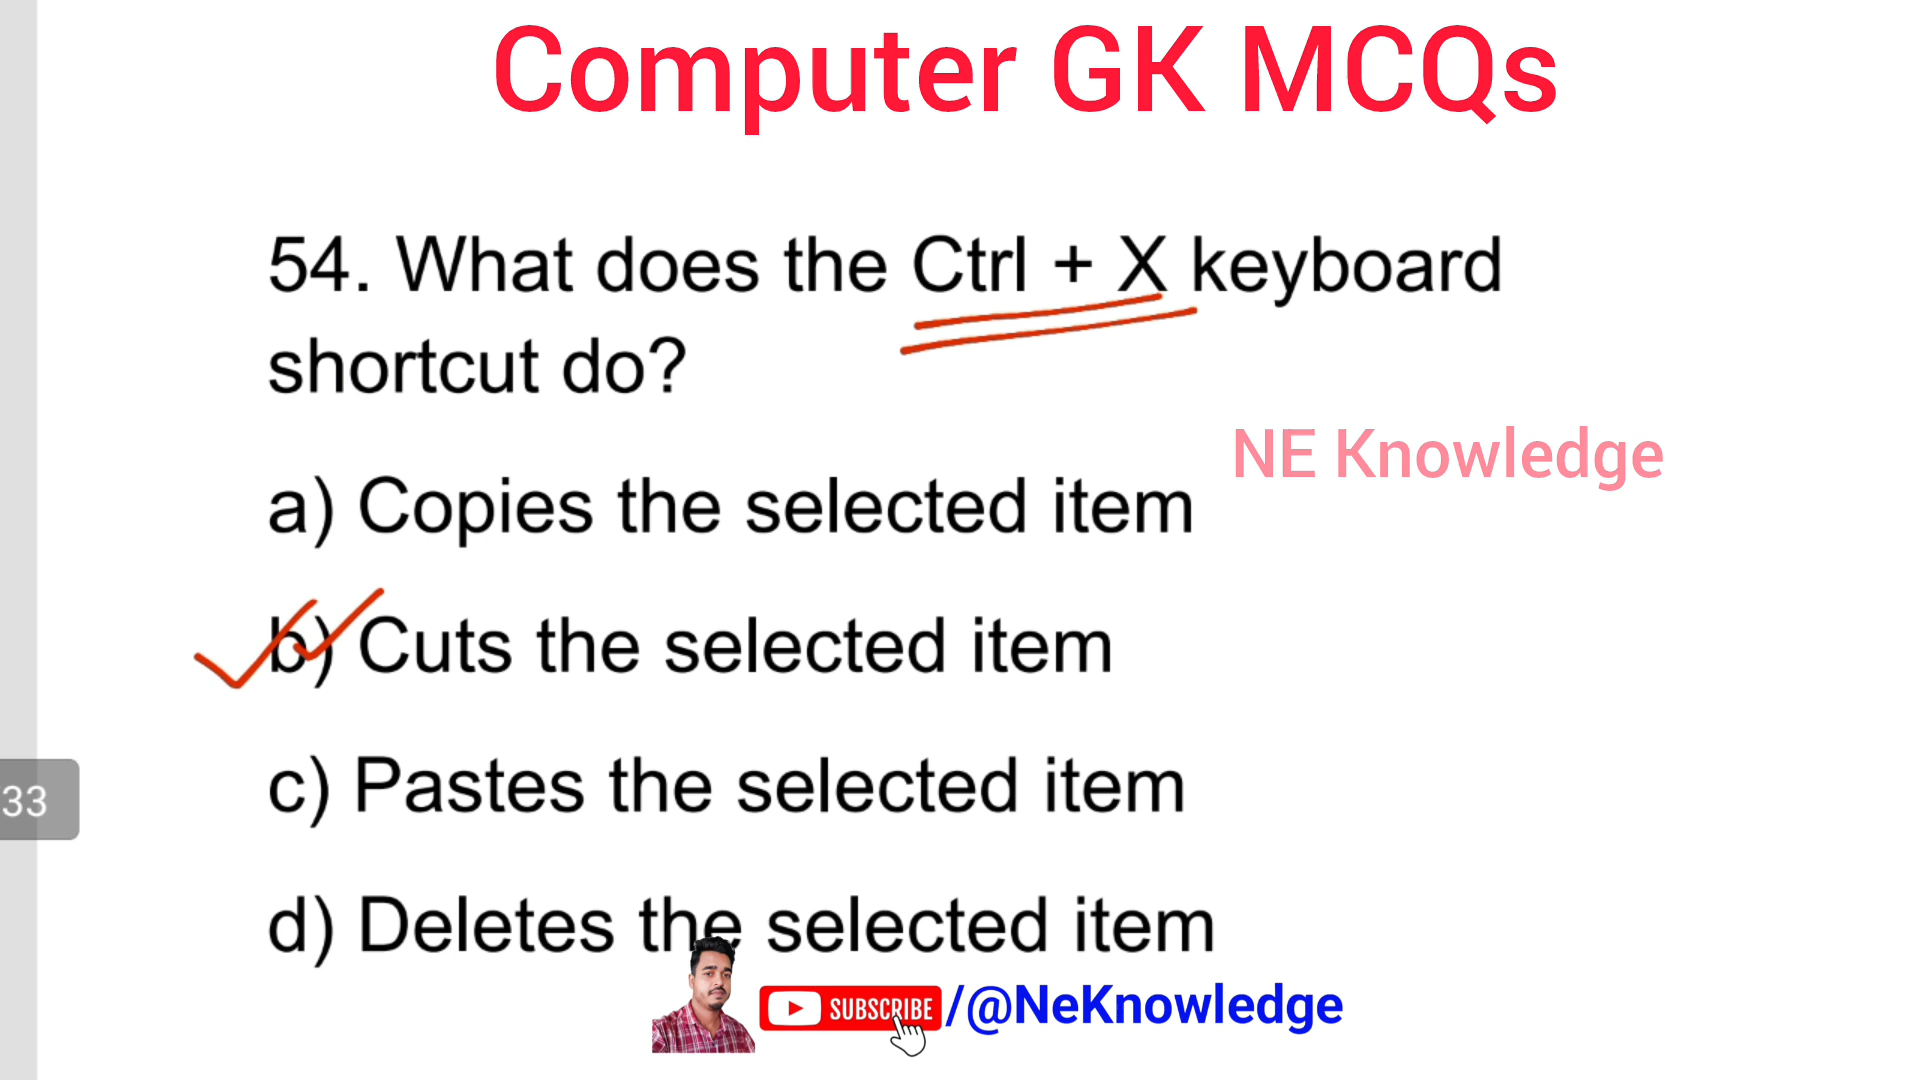 Computer GK MCQs
54. What does the Ctrl + X keyboard
shortcut do?
NE Knowledge
a) Copies the selected item
b) Cuts the selected item
33
c) Pastes the selected item
d) Deletes the selected item
SUBSCRIBE /@NeKnowledge